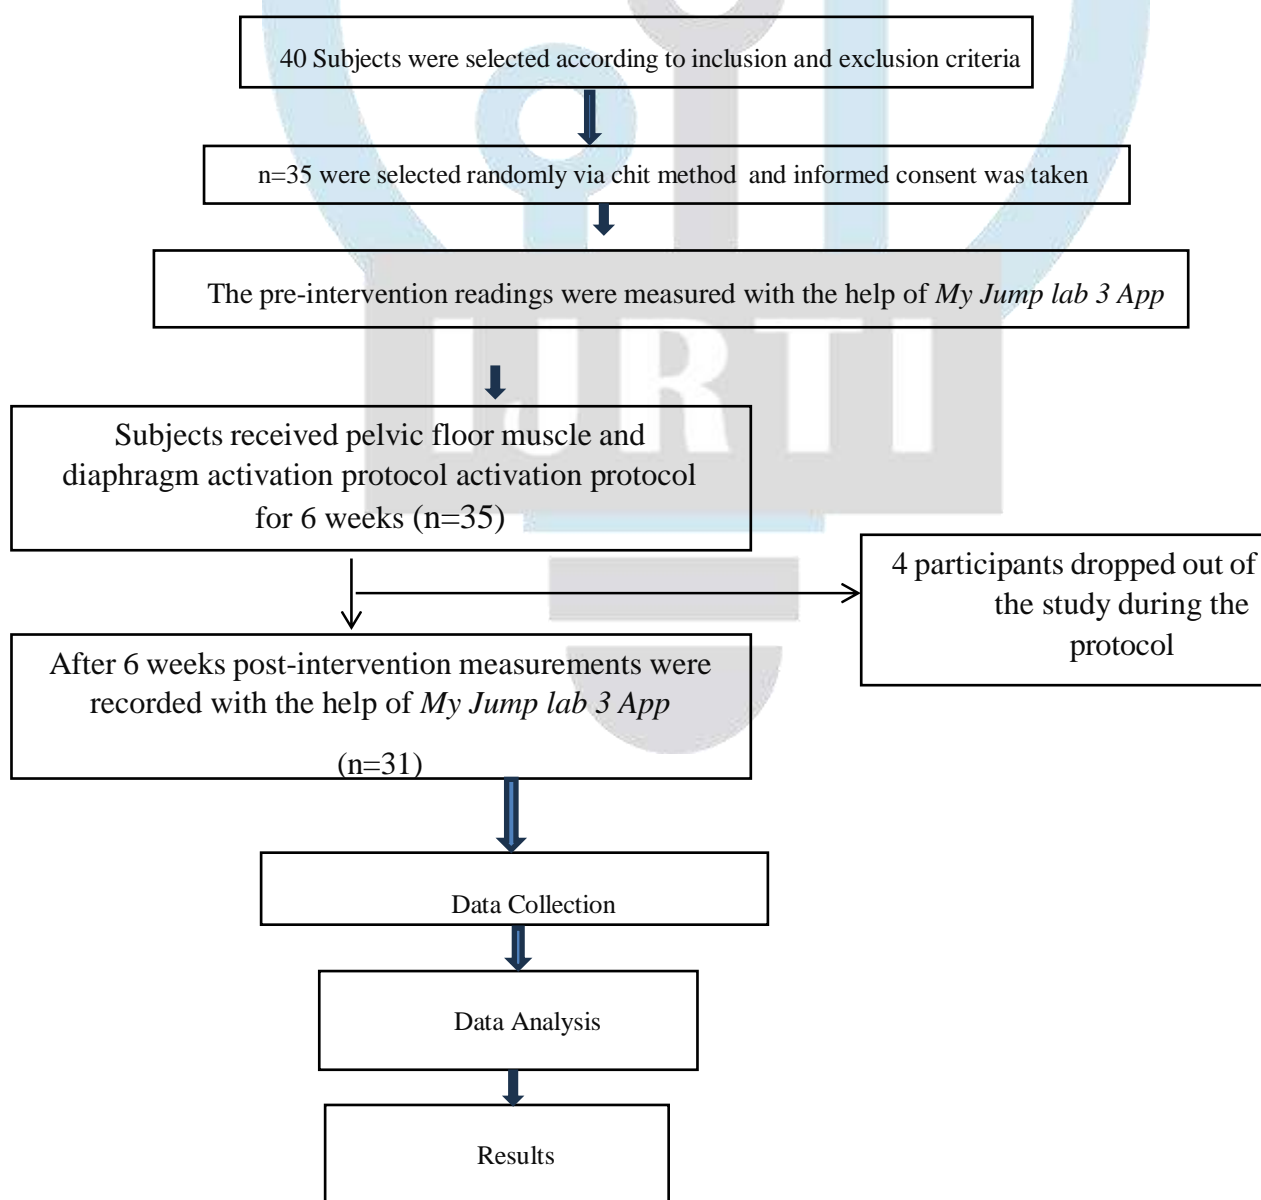 40 Subjects were selected according to inclusion and exclusion criteria
n=35 were selected randomly via chit method and informed consent was taken
The pre-intervention readings were measured with the help of My Jump lab 3 App
IJRTI
Subjects received pelvic floor muscle and
diaphragm activation protocol activation protocol
for 6 weeks (n=35)
4 participants dropped out of
the study during the
protocol
After 6 weeks post-intervention measurements were
recorded with the help of My Jump lab 3 App
(n=31)
Data Collection
Data Analysis
Results